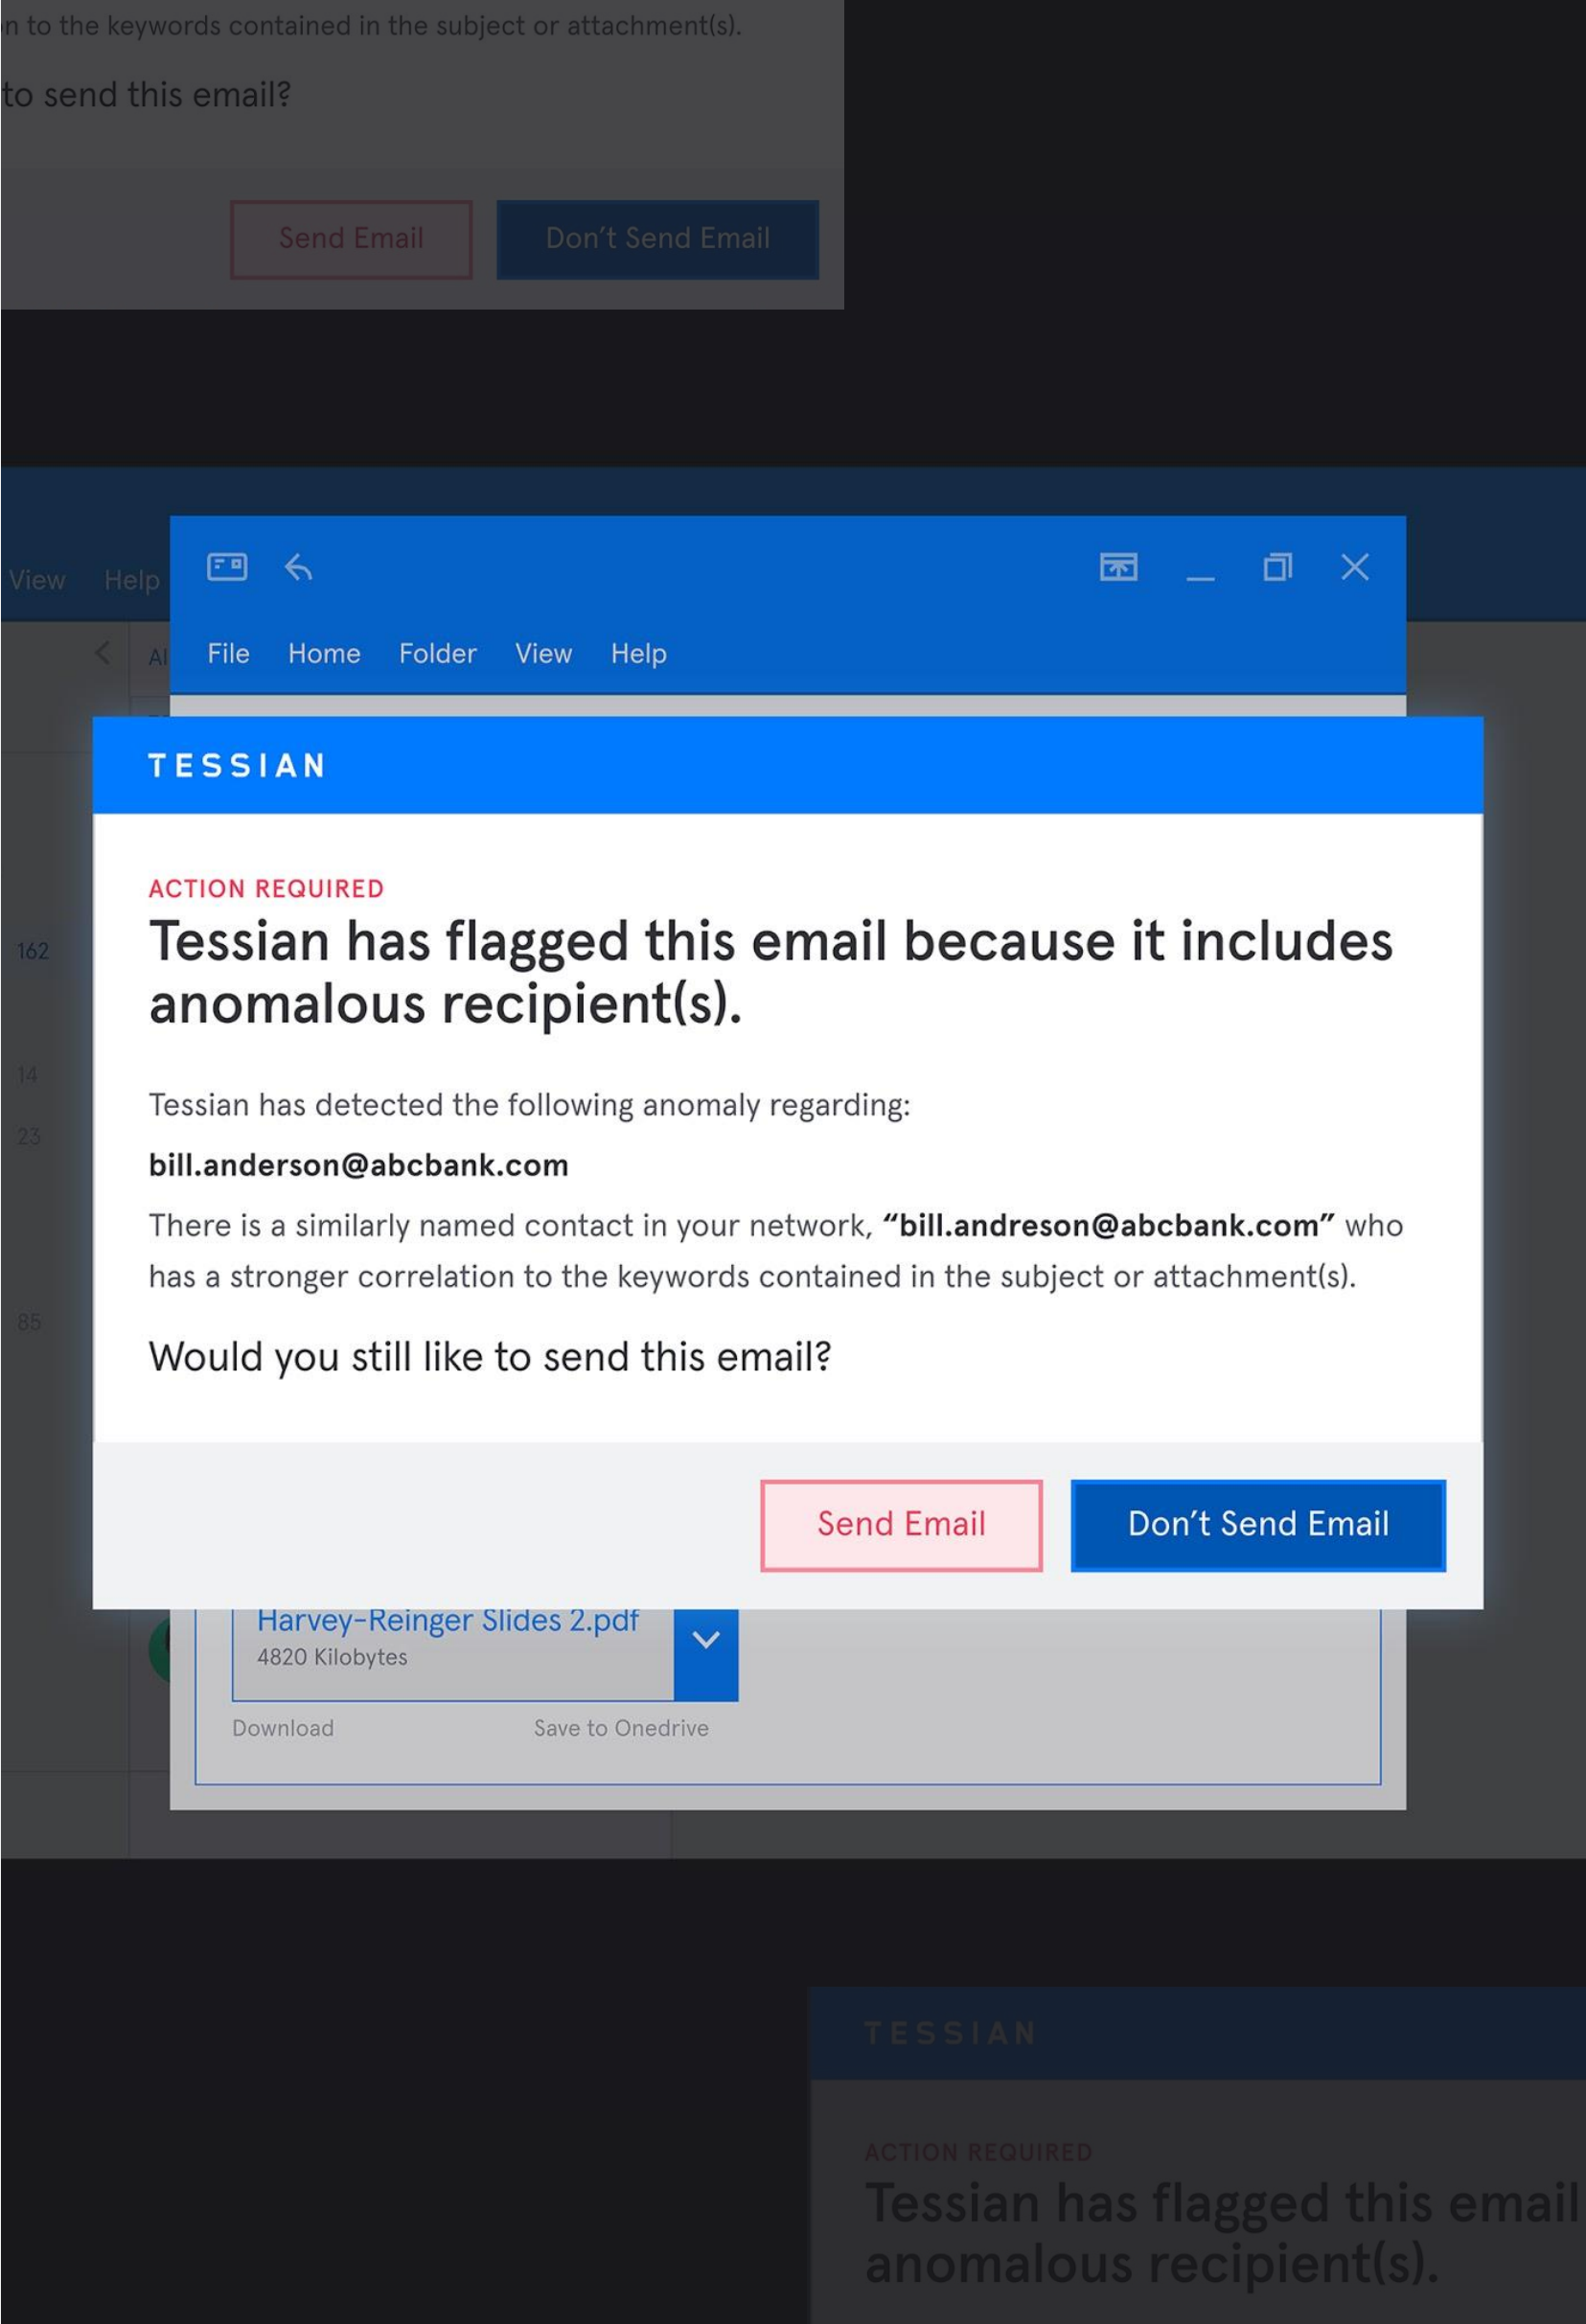 to the keywords contained in the subject or attachment(s).
to send this email?
Send Email Don't Send Email
View Help
File Home Folder View Help
TESSIAN
ACTION REQUIRED
Tessian has flagged this email because it includes
anomalous recipient(s).
162
14
23
85
Tessian has detected the following anomaly regarding:
bill.anderson@abcbank.com
There is a similarly named contact in your network, “bill.andreson@abcbank.com” who
has a stronger correlation to the keywords contained in the subject or attachment(s).
Would you still like to send this email?
Send Email Don’t Send Email
Harvey-Reinger Slides 2.pdf
4820 Kilobytes
Download Save to Onedrive
TESSIAN
ACTION REQUIRED
Tessian has flagged this email
anomalous recipient(s).